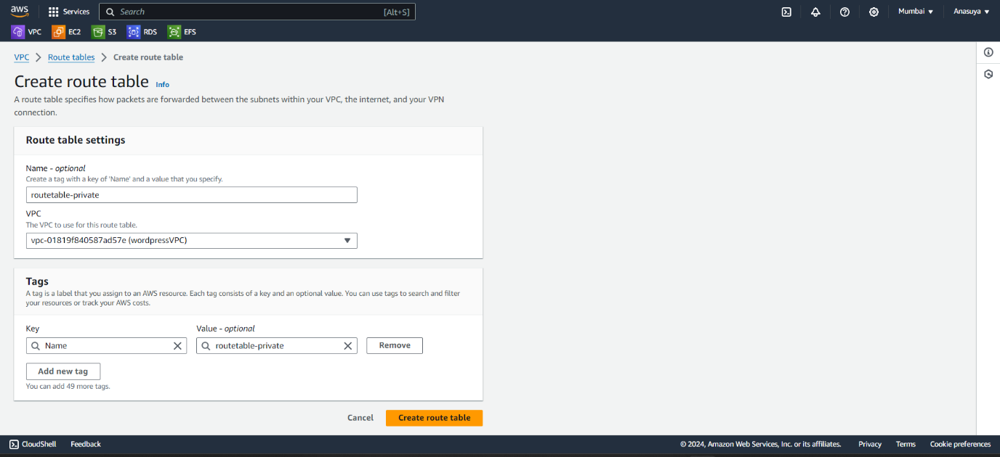 aws Services Search [Alt+S] Mumbai ▼ Anasuya ▼
VPC EC2 S3 RDS EFS
VPC > Route tables > Create route table
Create route table Info
A route table specifies how packets are forwarded between the subnets within your VPC, the internet, and your VPN
connection.
Route table settings
Name - optional
Create a tag with a key of 'Name' and a value that you specify.
routetable-private
VPC
The VPC to use for this route table.
vpc-01819f840587ad57e (wordpressVPC)
Tags
A tag is a label that you assign to an AWS resource. Each tag consists of a key and an optional value. You can use tags to search and filter
your resources or track your AWS costs.
Key Value - optional
Name routetable-private Remove
Add new tag
You can add 49 more tags.
Cancel Create route table
CloudShell Feedback © 2024, Amazon Web Services, Inc. or its affiliates. Privacy Terms Cookie preferences